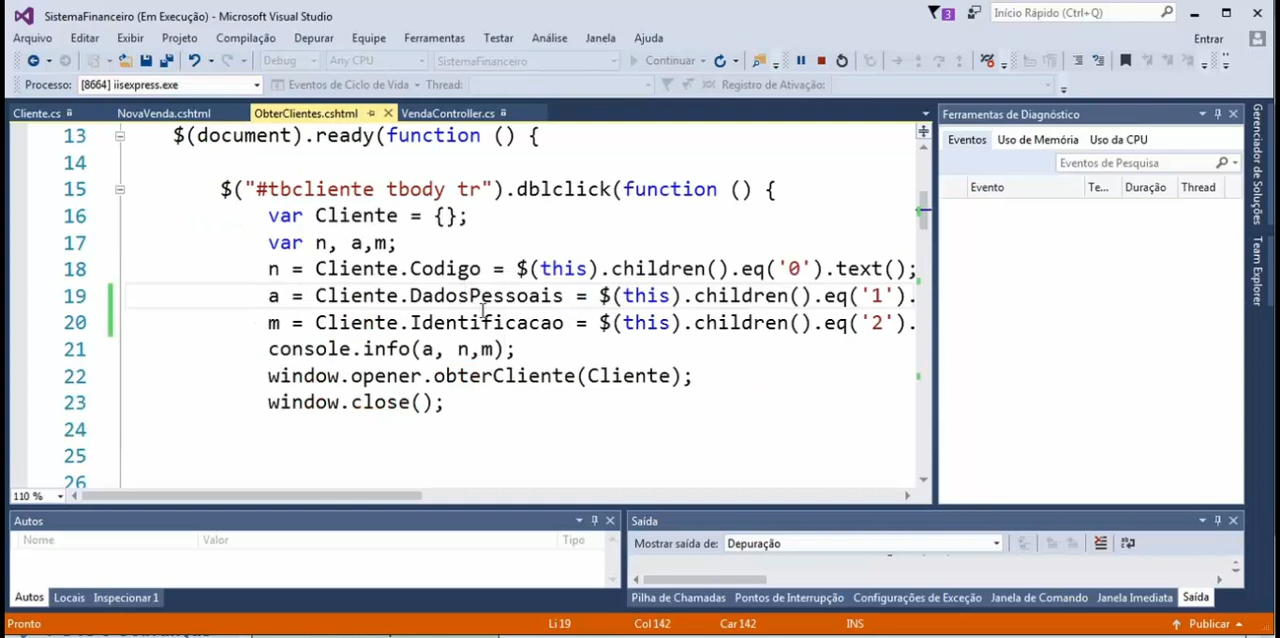 SistemaFinanceiro (Em Execução) - Microsoft Visual Studio
3
Início Rápido (Ctrl+Q)
Arquivo Editar Exibir Projeto Compilação Depurar Equipe Ferramentas Testar Análise Janela Ajuda
Entrar
Debug Any CPU SistemaFinanceiro Continuar
Processo: [8664] iisexpress.exe Eventos de Ciclo de Vida Thread: Registro de Ativação:
Cliente.cs NovaVenda.cshtml ObterClientes.cshtml VendaController.cs
13 $(document).ready(function () {
14
15 $("#tbcliente tbody tr").dblclick(function () {
16 var Cliente = {};
17 var n, a,m;
18 n = Cliente.Codigo = $(this).children().eq('0').text();
19 a = Cliente.DadosPessoais = $(this).children().eq('1').
20 m = Cliente.Identificacao = $(this).children().eq('2').
21 console.info(a, n,m);
22 window.opener.obterCliente(Cliente);
23 window.close();
24
25
26
110 %
Ferramentas de Diagnóstico
Eventos Uso de Memória Uso da CPU
Eventos de Pesquisa
Evento Te... Duração Thread
Gerenciador de Soluções
Team Explorer
Autos
Nome Valor Tipo
Autos Locais Inspecionar 1
Saída
Mostrar saída de: Depuração
Pilha de Chamadas Pontos de Interrupção Configurações de Exceção Janela de Comando Janela Imediata Saída
Pronto Li 19 Col 142 Car 142 INS Publicar